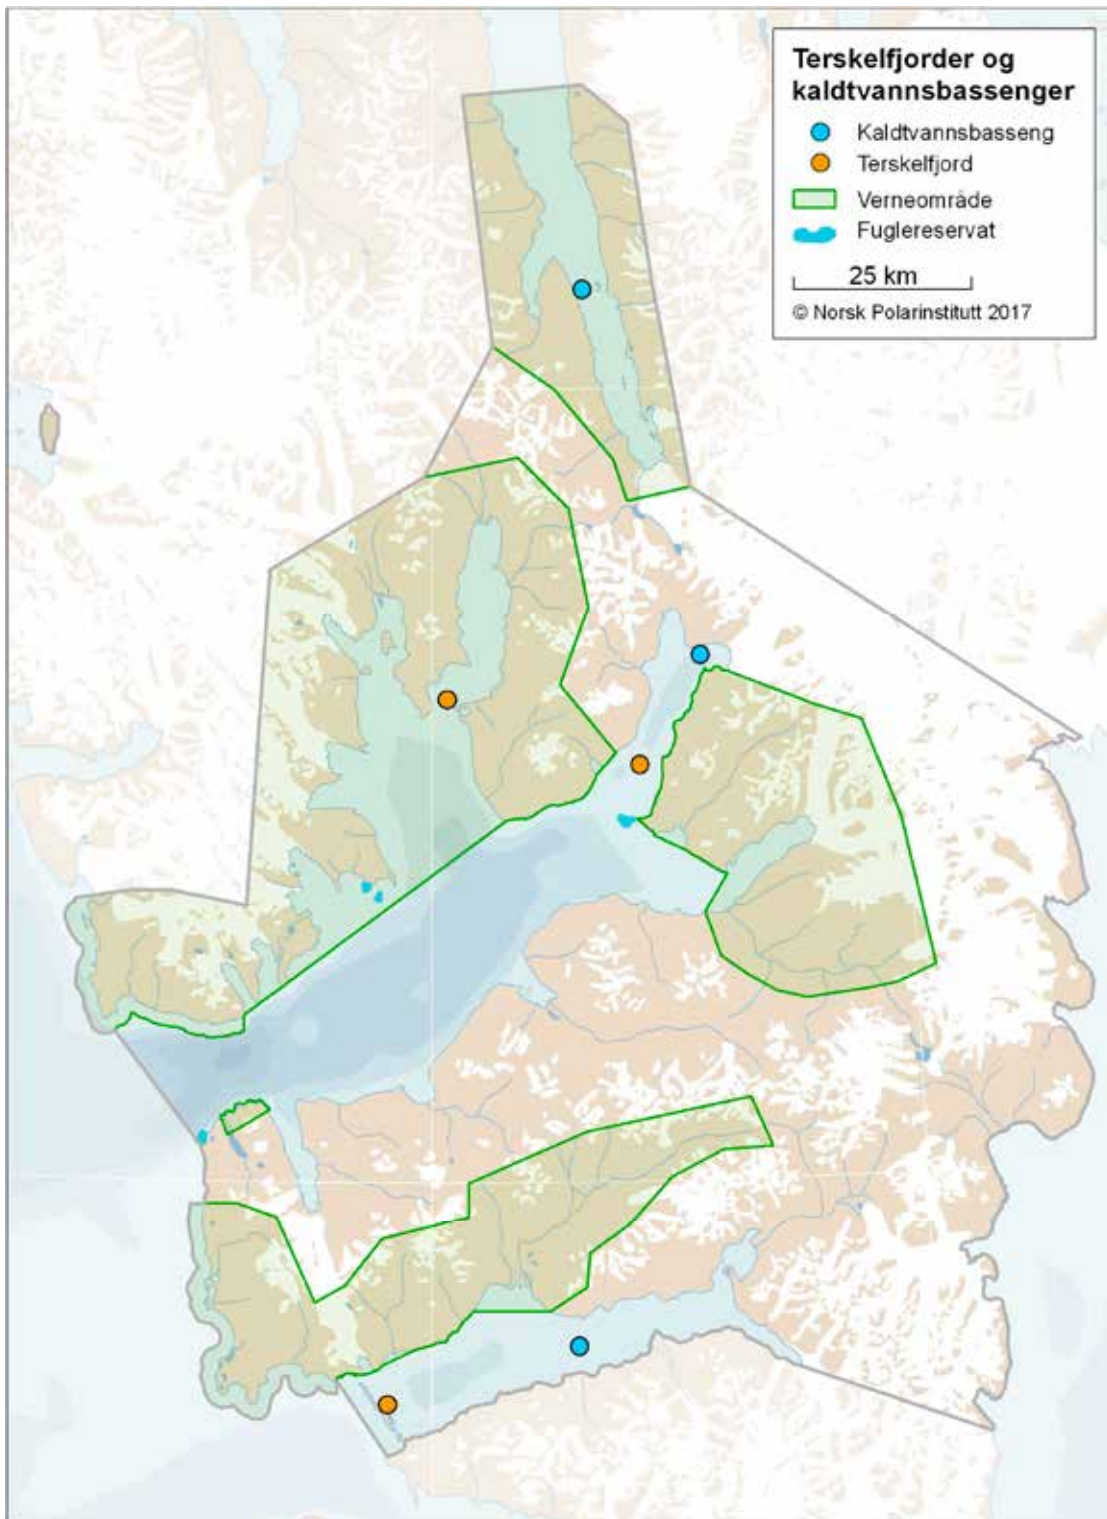 Terskelfjorder og
kaldtvannsbassenger
Kaldtvannsbasseng
Terskelfjord
Verneområde
Fuglereservat
25 km
© Norsk Polarinstitutt 2017